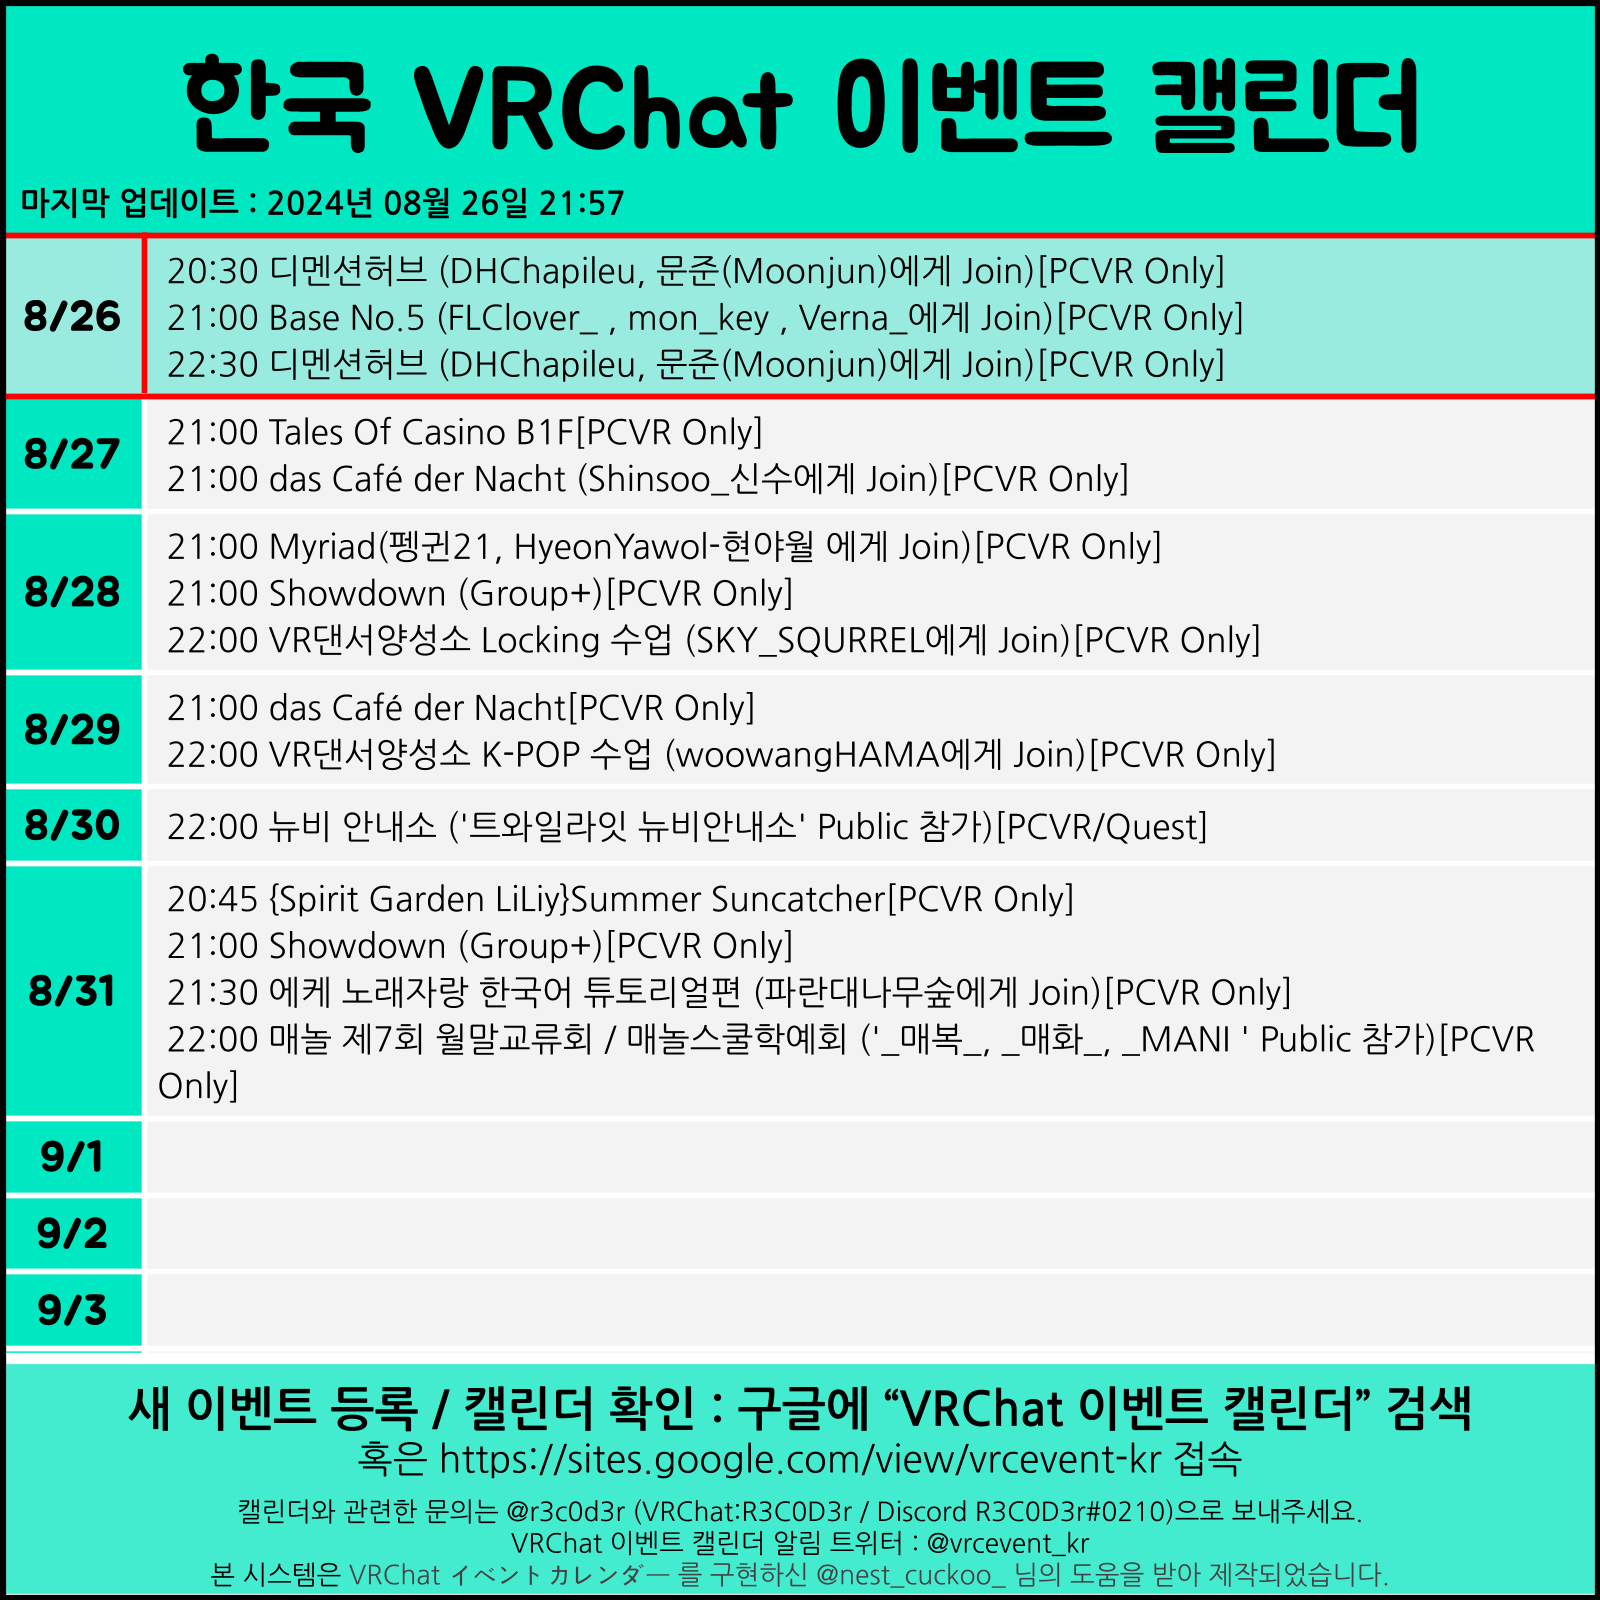 한국 VRChat 이벤트 캘린더
마지막 업데이트 : 2024년 08월 26일 21:57
8/26
20:30 디멘션허브 (DHChapileu, 문준(Moonjun)에게 Join)[PCVR Only]
21:00 Base No.5 (FLClover_ , mon_key , Verna_에게 Join)[PCVR Only]
22:30 디멘션허브 (DHChapileu, 문준(Moonjun)에게 Join)[PCVR Only]
8/27
21:00 Tales Of Casino B1F[PCVR Only]
21:00 das Café der Nacht (Shinsoo_신수에게 Join)[PCVR Only]
8/28
21:00 Myriad(펭귄21, HyeonYawol-현야월 에게 Join)[PCVR Only]
21:00 Showdown (Group+)[PCVR Only]
22:00 VR댄서양성소 Locking 수업 (SKY_SQURREL에게 Join)[PCVR Only]
8/29
21:00 das Café der Nacht[PCVR Only]
22:00 VR댄서양성소 K-POP 수업 (woowangHAMA에게 Join)[PCVR Only]
8/30
22:00 뉴비 안내소 ('트와일라잇 뉴비안내소' Public 참가)[PCVR/Quest]
8/31
20:45 {Spirit Garden LiLiy}Summer Suncatcher[PCVR Only]
21:00 Showdown (Group+)[PCVR Only]
21:30 에케 노래자랑 한국어 튜토리얼편 (파란대나무숲에게 Join)[PCVR Only]
22:00 매놀 제7회 월말교류회 / 매놀스쿨학예회 ('_매복_, _매화_, _MANI ' Public 참가)[PCVR
Only]
9/1
9/2
9/3
새 이벤트 등록 / 캘린더 확인 : 구글에 “VRChat 이벤트 캘린더” 검색
혹은 https://sites.google.com/view/vrcevent-kr 접속
캘린더와 관련한 문의는 @r3c0d3r (VRChat:R3C0D3r / Discord R3C0D3r#0210)으로 보내주세요.
VRChat 이벤트 캘린더 알림 트위터 : @vrcevent_kr
본 시스템은 VRChat イベントカレンダー 를 구현하신 @nest_cuckoo_ 님의 도움을 받아 제작되었습니다.